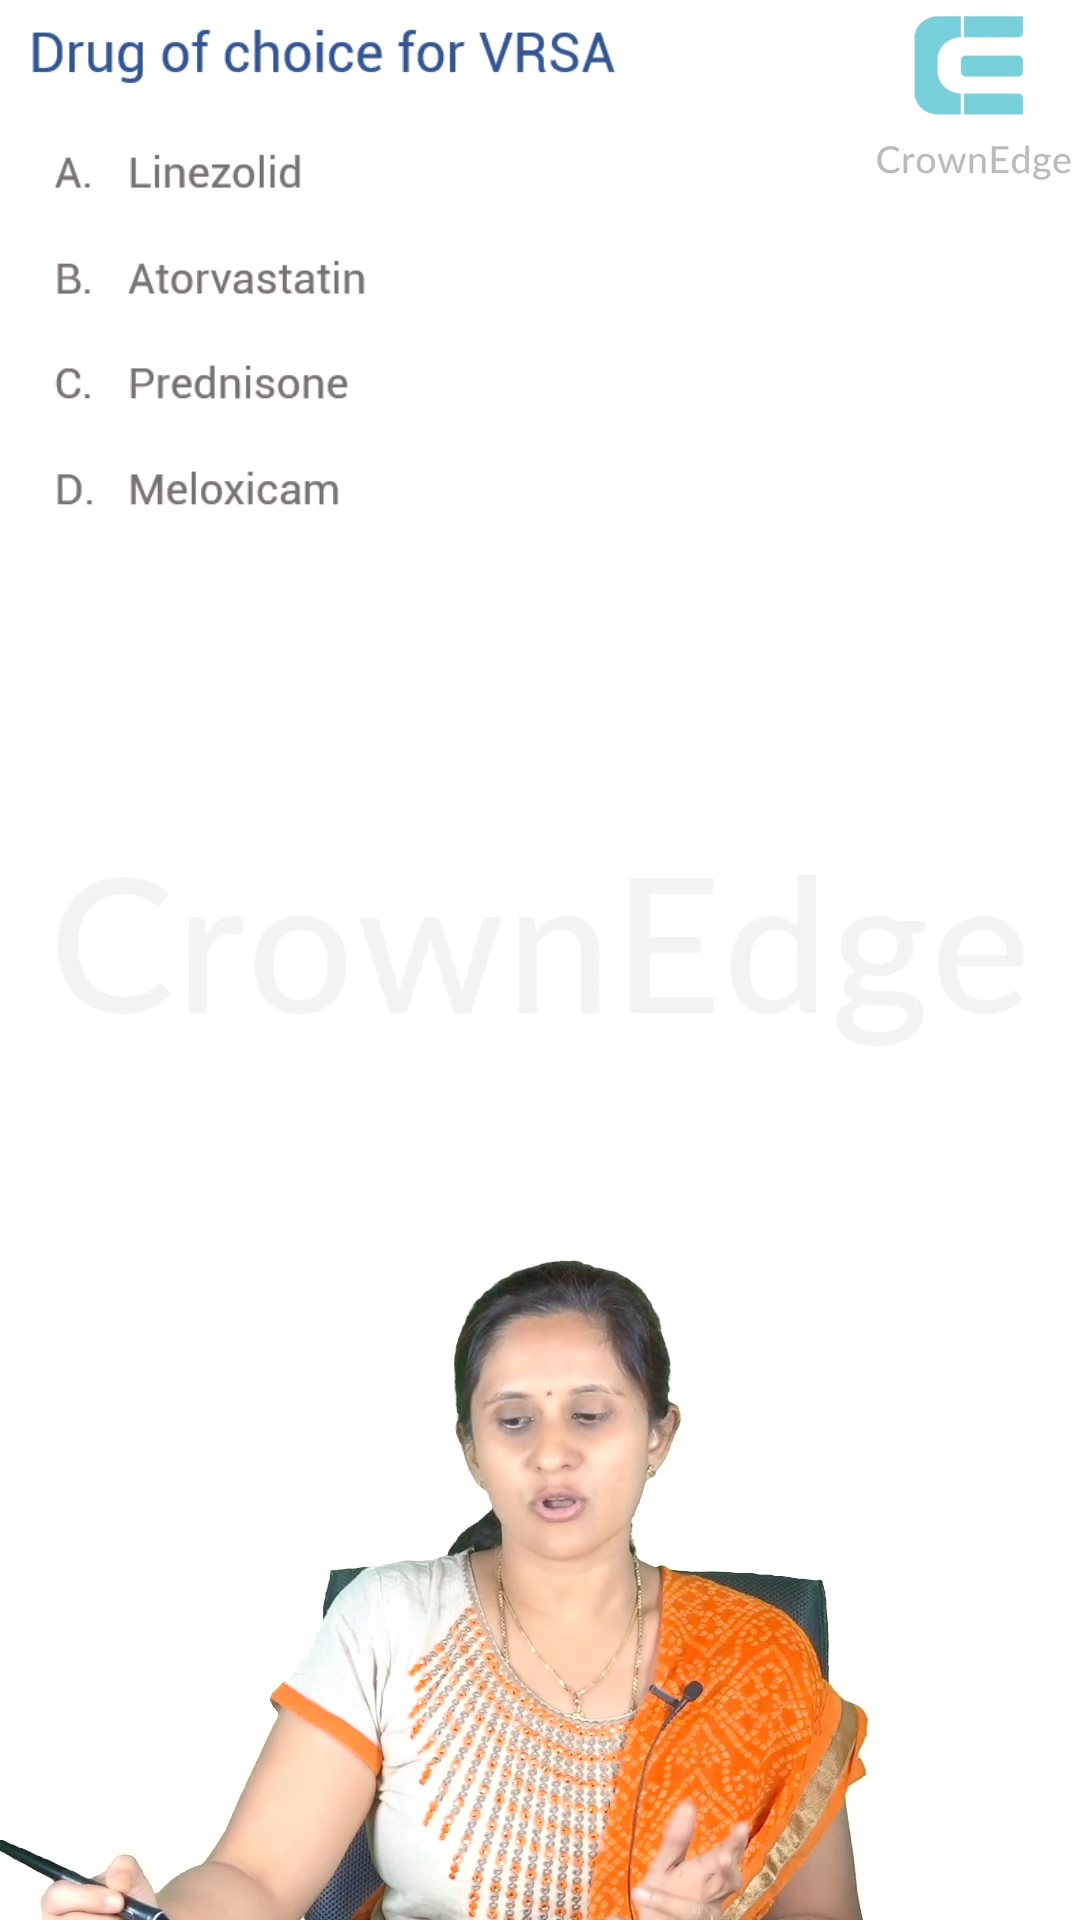 Drug of choice for VRSA
CrownEdge
A. Linezolid
B. Atorvastatin
C. Prednisone
D. Meloxicam
CrownEdge